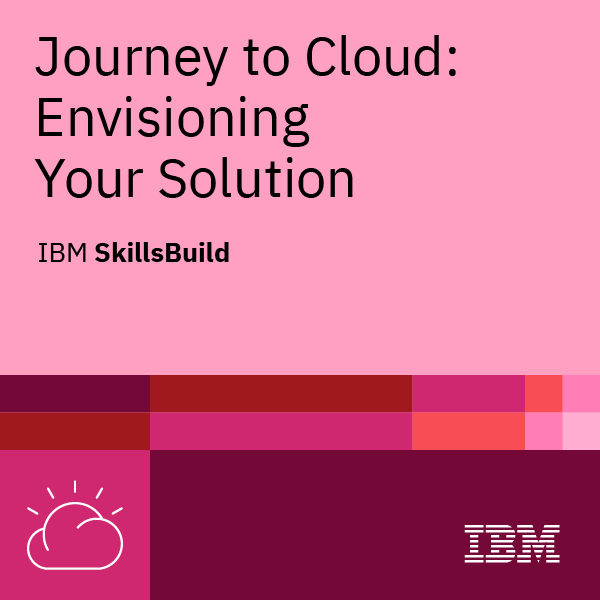 Journey to Cloud:
Envisioning
Your Solution
IBM SkillsBuild
IBM